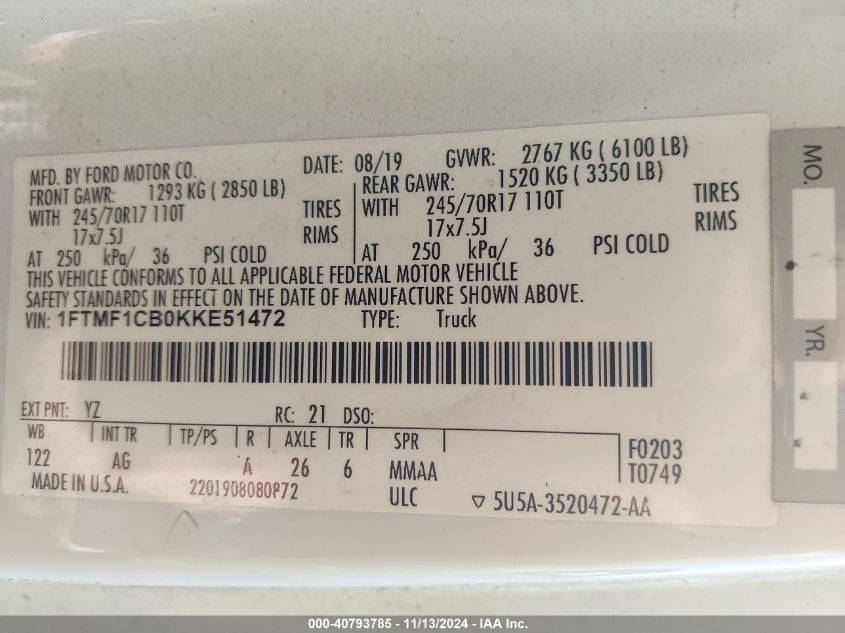 MFD. BY FORD MOTOR CO. DATE: 08/19 GVWR: 2767 KG ( 6100 LB)
FRONT GAWR: 1293 KG ( 2850 LB) REAR GAWR: 1520 KG ( 3350 LB)
WITH 245/70R17 110T TIRES WITH 245/70R17 110T TIRES
17x7.5J RIMS 17x7.5J RIMS
AT 250 kPa/ 36 PSI COLD AT 250 kPa/ 36 PSI COLD
THIS VEHICLE CONFORMS TO ALL APPLICABLE FEDERAL MOTOR VEHICLE
SAFETY STANDARDS IN EFFECT ON THE DATE OF MANUFACTURE SHOWN ABOVE.
VIN: 1FTMF1CB0KKE51472 TYPE: Truck
EXT PNT: YZ RC: 21 DSO:
WB INT TR TP/PS R AXLE TR SPR F0203
122 AG A 26 6 MMAA T0749
MADE IN U.S.A. 2201908080872 ULC 5U5A-3520472-AA
MO.
YR.
000-40793785 - 11/13/2024 - IAA Inc.